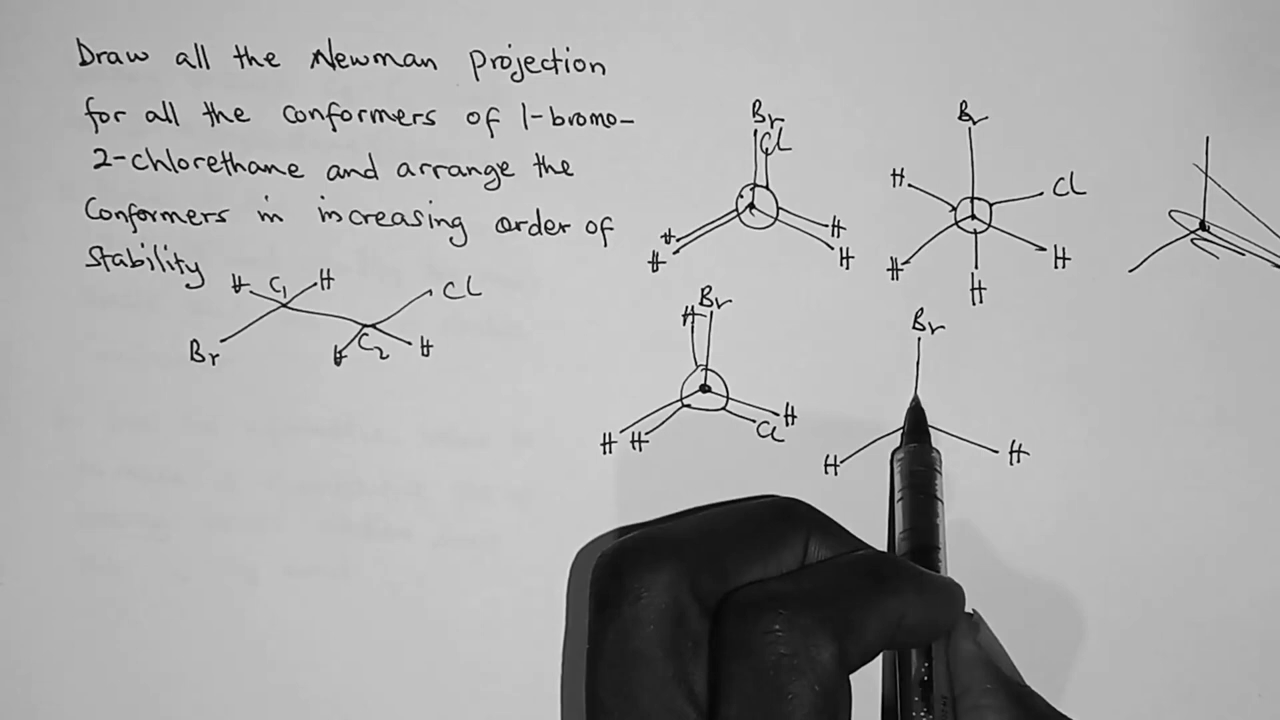 Draw all the Newman projection
for all the conformers of 1-bromo-
2-chlorethane and arrange the
Conformers in increasing order of
stability
H C1 H
Cl
Br
H C2 H
Br
Cl
H
H
H
H
Br
H
Cl
H
H
H
Br
H
H
H
H
Cl
Br
H
H